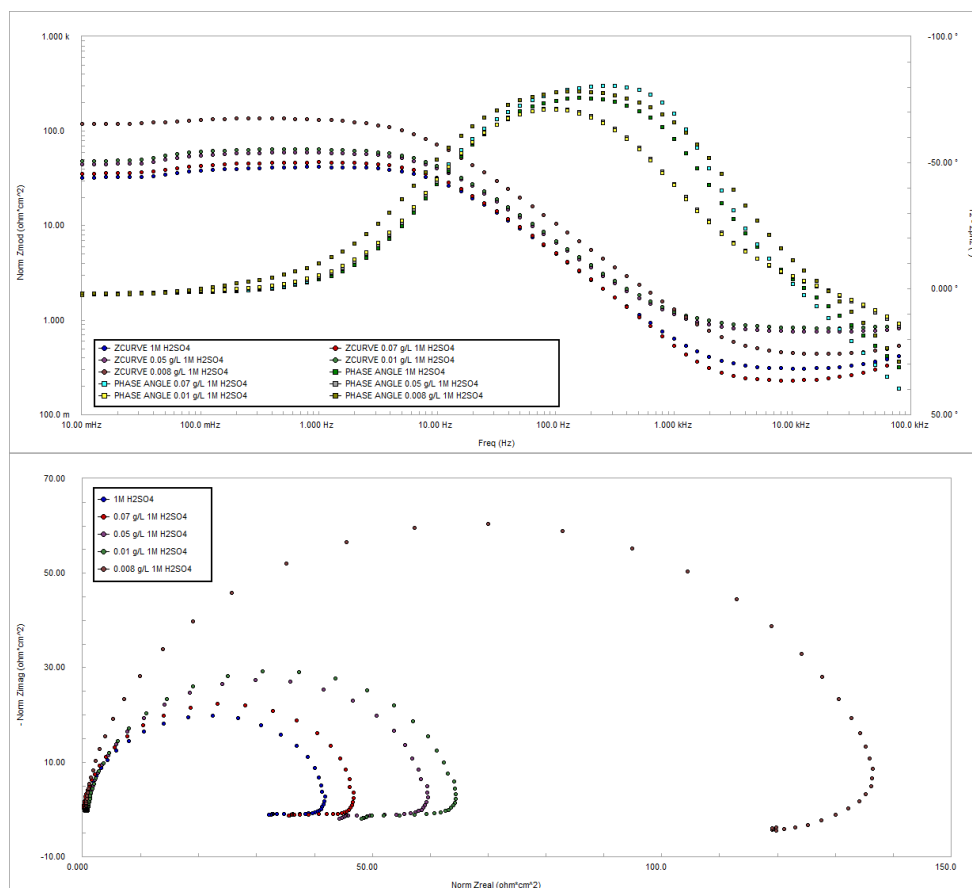 1.000 k
-100.0 °
100.0
-50.00 °
10.00
0.000 °
1.000
100.0 m
50.00 °
Norm Zmod (ohm*cm^2)
ZCURVE 1M H2SO4
ZCURVE 0.07 g/L 1M H2SO4
ZCURVE 0.05 g/L 1M H2SO4
ZCURVE 0.01 g/L 1M H2SO4
ZCURVE 0.008 g/L 1M H2SO4
PHASE ANGLE 1M H2SO4
PHASE ANGLE 0.07 g/L 1M H2SO4
PHASE ANGLE 0.05 g/L 1M H2SO4
PHASE ANGLE 0.01 g/L 1M H2SO4
PHASE ANGLE 0.008 g/L 1M H2SO4
10.00 mHz
100.0 mHz
1.000 Hz
10.00 Hz
100.0 Hz
1.000 kHz
10.00 kHz
100.0 kHz
Freq (Hz)
70.00
50.00
30.00
10.00
-10.00
- Norm Zimag (ohm*cm^2)
1M H2SO4
0.07 g/L 1M H2SO4
0.05 g/L 1M H2SO4
0.01 g/L 1M H2SO4
0.008 g/L 1M H2SO4
0.000
50.00
100.0
150.0
Norm Zreal (ohm*cm^2)